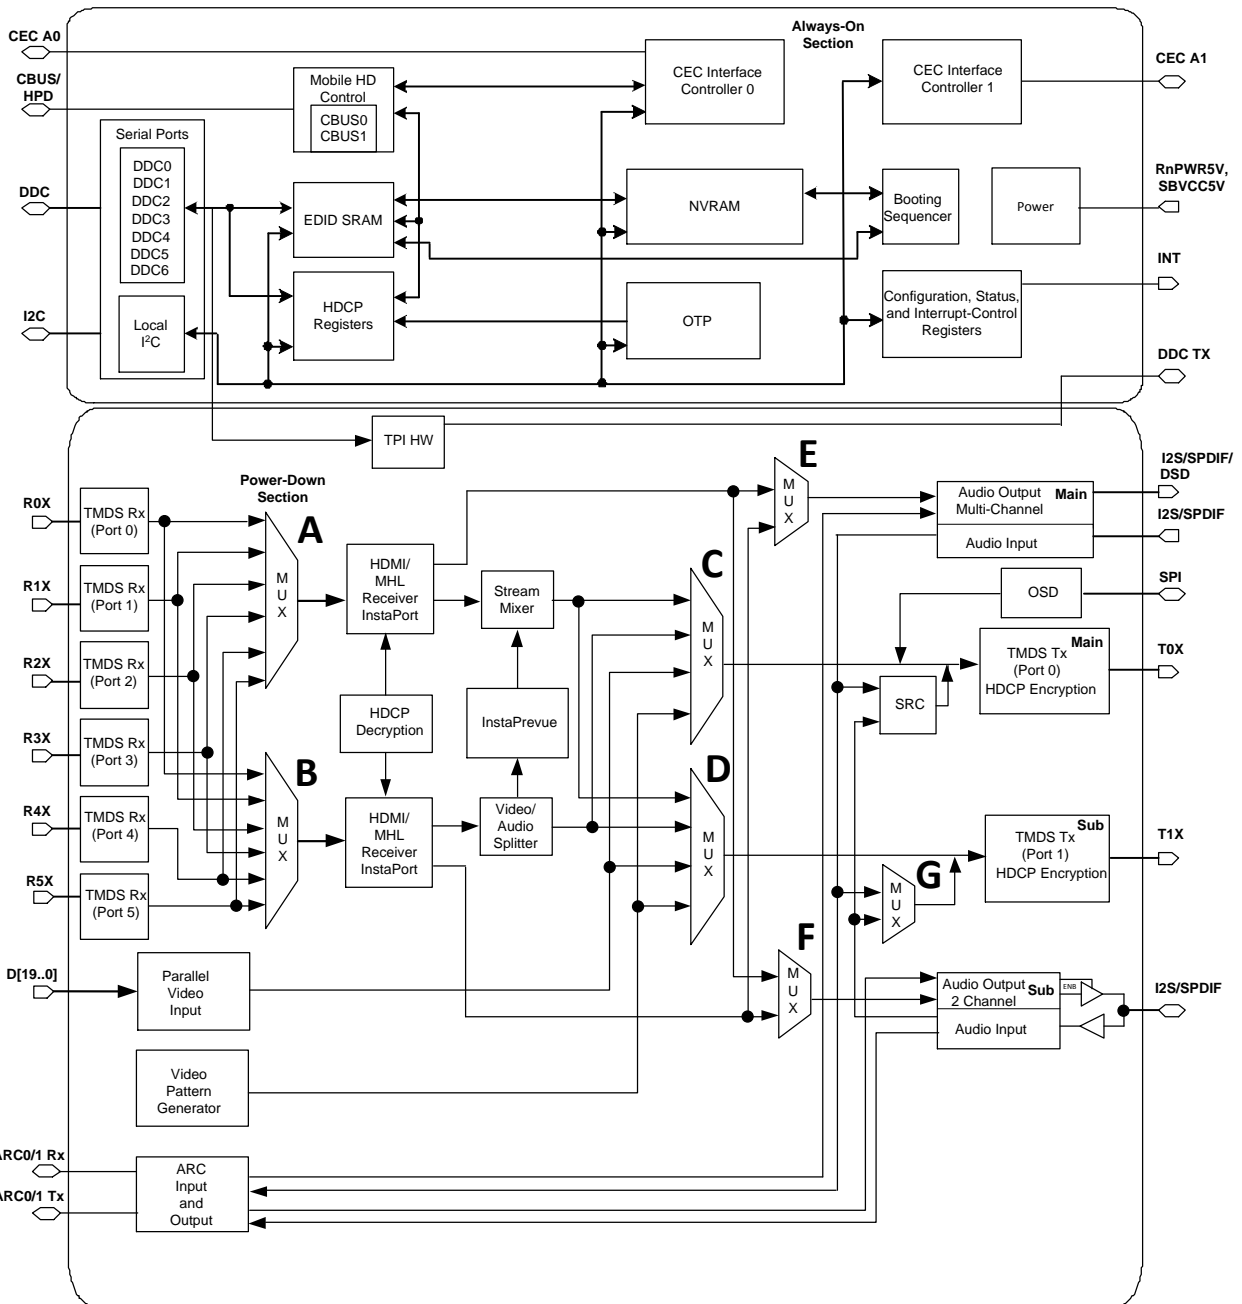 CEC A0
Always-On
Section
CEC A1
CBUS/
HPD
Mobile HD
Control
CBUS0
CBUS1
CEC Interface
Controller 0
CEC Interface
Controller 1
Serial Ports
DDC0
DDC1
DDC2
DDC3
DDC4
DDC5
DDC6
DDC
EDID SRAM
NVRAM
Booting
Sequencer
Power
RnPWR5V,
SBVCC5V
INT
I2C
Local
I²C
HDCP
Registers
OTP
Configuration, Status,
and Interrupt-Control
Registers
DDC TX
TPI HW
Power-Down
Section
R0X
TMDS Rx
(Port 0)
R1X
TMDS Rx
(Port 1)
R2X
TMDS Rx
(Port 2)
R3X
TMDS Rx
(Port 3)
R4X
TMDS Rx
(Port 4)
R5X
TMDS Rx
(Port 5)
A
MUX
B
MUX
HDMI/
MHL
Receiver
InstaPort
HDCP
Decryption
HDMI/
MHL
Receiver
InstaPort
Stream
Mixer
InstaPrevue
Video/
Audio
Splitter
C
MUX
D
MUX
E
MUX
F
MUX
G
MUX
Audio Output
Multi-Channel
Main
Audio Input
I2S/SPDIF/
DSD
I2S/SPDIF
OSD
SPI
TMDS Tx
(Port 0)
HDCP Encryption
Main
T0X
SRC
TMDS Tx
(Port 1)
HDCP Encryption
Sub
T1X
D[19..0]
Parallel
Video
Input
Audio Output
2 Channel
Sub
ENB
Audio Input
I2S/SPDIF
Video
Pattern
Generator
ARC0/1 Rx
ARC0/1 Tx
ARC
Input
and
Output